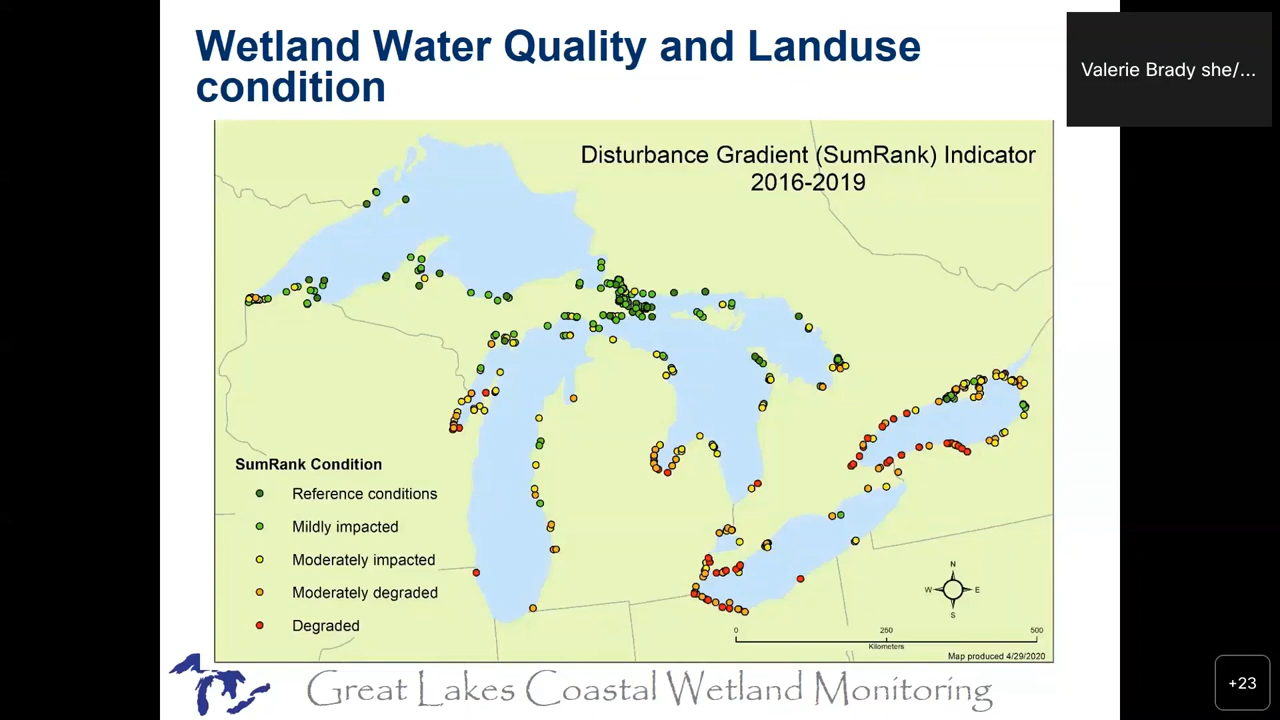 Wetland Water Quality and Landuse
condition
Valerie Brady she/...
Disturbance Gradient (SumRank) Indicator
2016-2019
SumRank Condition
Reference conditions
Mildly impacted
Moderately impacted
Moderately degraded
Degraded
N
W E
S
0 250 500
Kilometers
Map produced 4/29/2020
Great Lakes Coastal Wetland Monitoring
+23